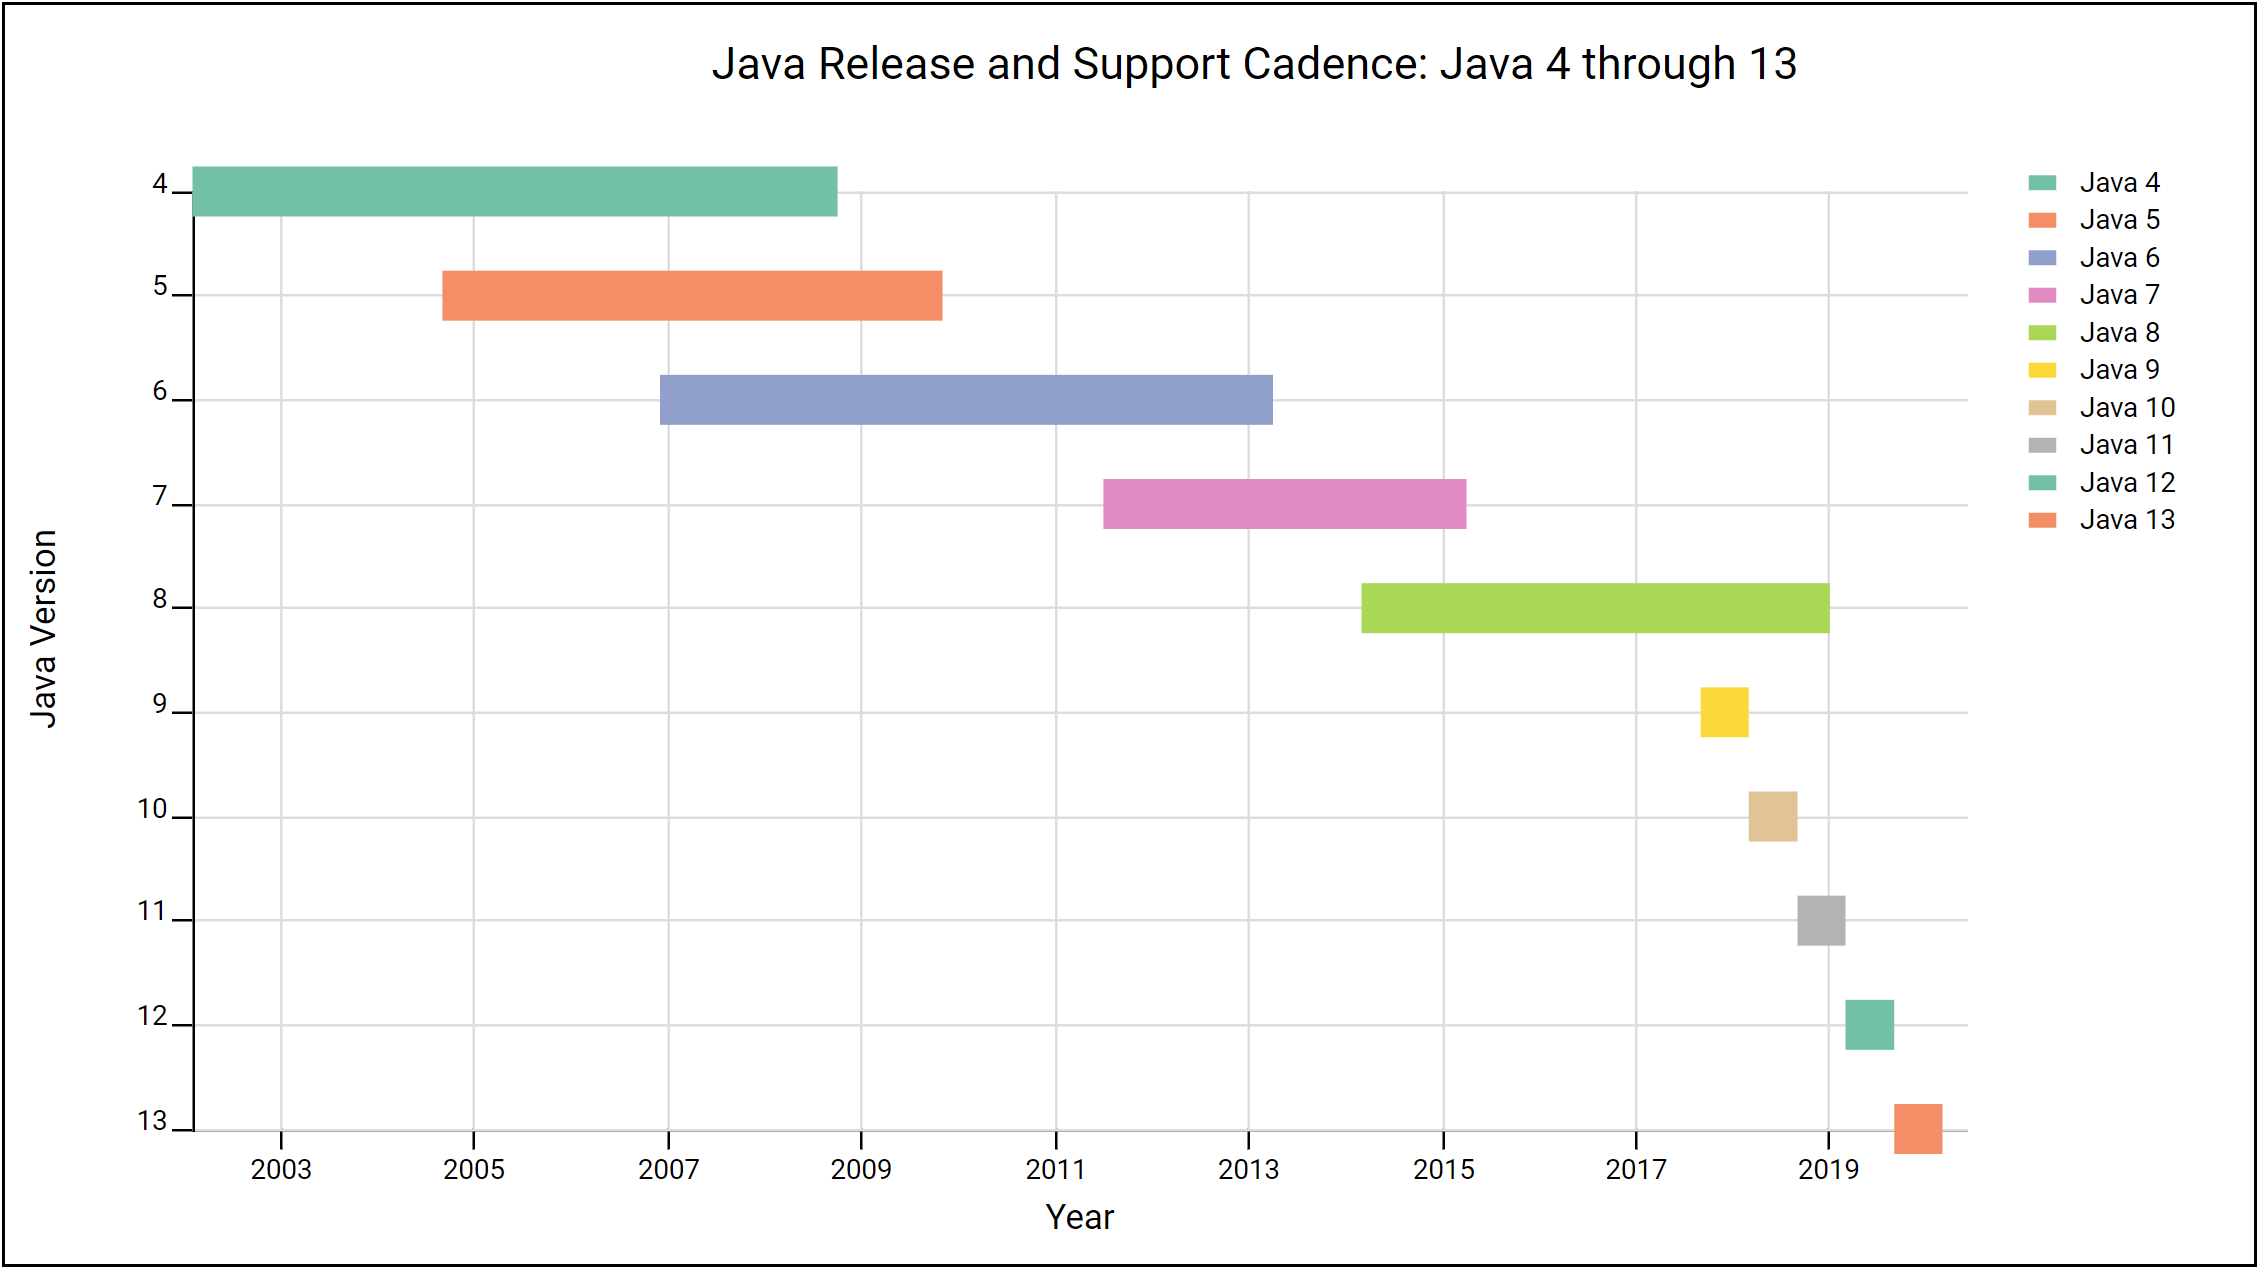 Java Release and Support Cadence: Java 4 through 13
Java Version
4
5
6
7
8
9
10
11
12
13
2003 2005 2007 2009 2011 2013 2015 2017 2019
Year
Java 4
Java 5
Java 6
Java 7
Java 8
Java 9
Java 10
Java 11
Java 12
Java 13